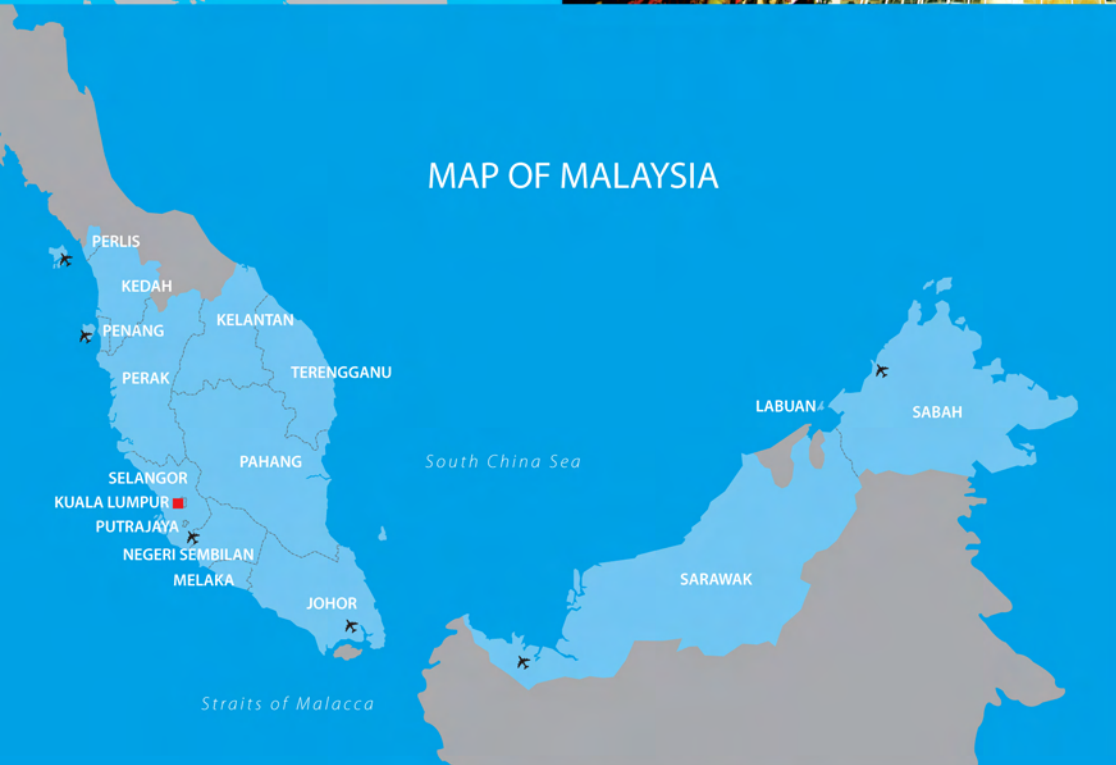 MAP OF MALAYSIA
PERLIS
KEDAH
PENANG
KELANTAN
PERAK
TERENGGANU
LABUAN
SABAH
PAHANG
South China Sea
SELANGOR
KUALA LUMPUR
PUTRAJAYA
NEGERI SEMBILAN
MELAKA
SARAWAK
JOHOR
Straits of Malacca